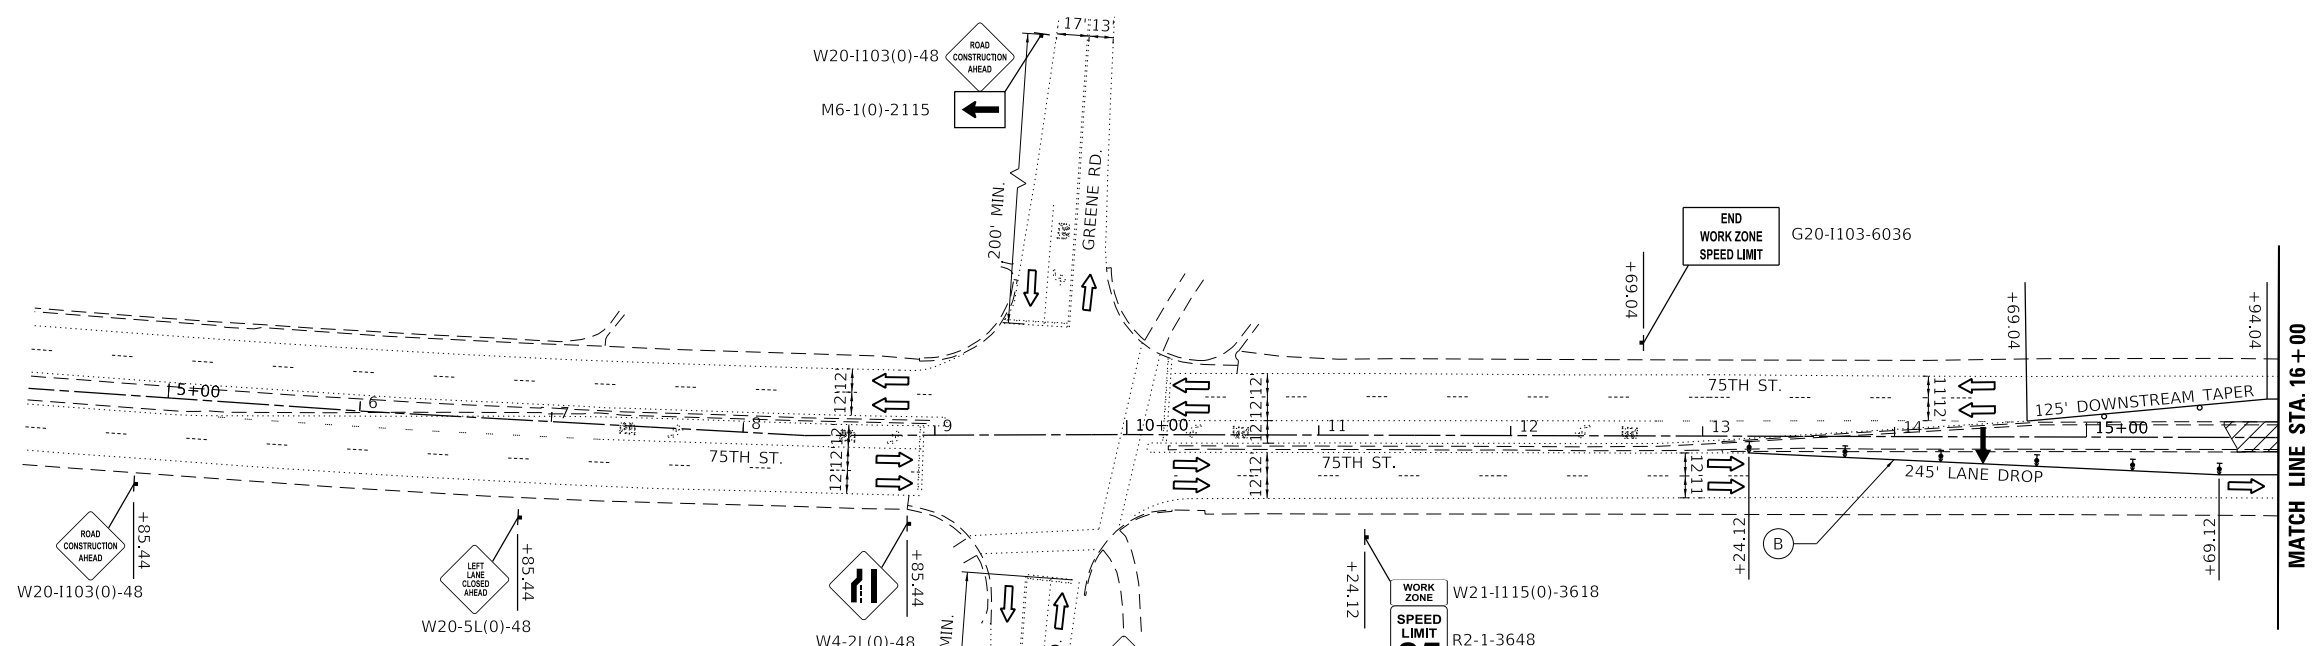 17' 13'
W20-I103(0)-48
ROAD
CONSTRUCTION
AHEAD
M6-1(0)-2115
200' MIN.
GREENE RD.
END
WORK ZONE
SPEED LIMIT
G20-I103-6036
+69.04
+69.04
+94.04
MATCH LINE STA. 16+00
5+00
6
7
8
9
10+00
11
12
13
14
15+00
12' 12'
12' 12'
12' 12' 12'
12' 12'
11' 12'
12' 11'
75TH ST.
75TH ST.
75TH ST.
125' DOWNSTREAM TAPER
245' LANE DROP
B
ROAD
CONSTRUCTION
AHEAD
+85.44
W20-I103(0)-48
LEFT
LANE
CLOSED
AHEAD
+85.44
W20-5L(0)-48
+85.44
W4-2L(0)-48
MIN.
+24.12
WORK
ZONE
W21-I115(0)-3618
SPEED
LIMIT
R2-1-3648
+24.12
+69.12